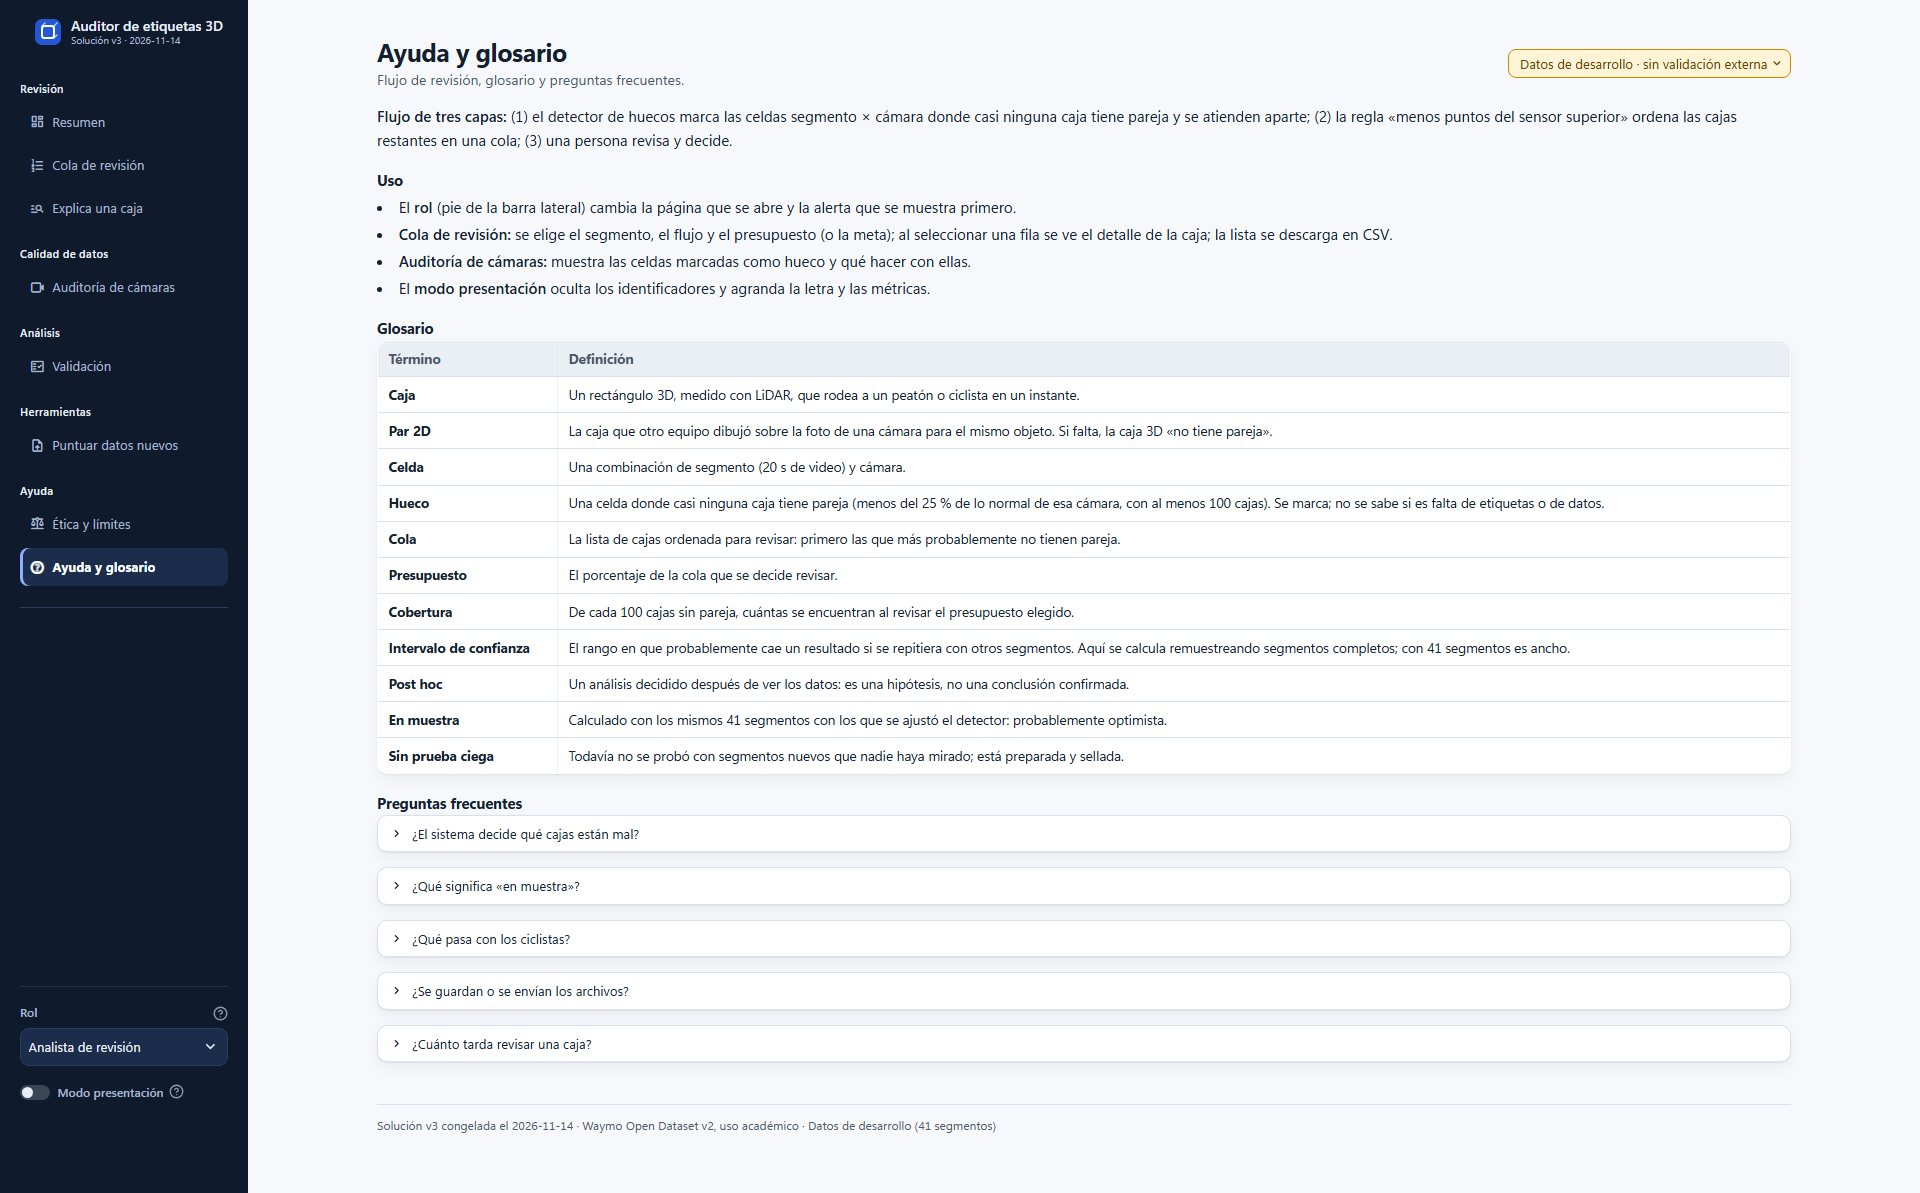 Auditor de etiquetas 3D
Solución v3 · 2026-11-14
Revisión
Resumen
Cola de revisión
Explica una caja
Calidad de datos
Auditoría de cámaras
Análisis
Validación
Herramientas
Puntuar datos nuevos
Ayuda
Ética y límites
Ayuda y glosario
Rol
Analista de revisión
Modo presentación
Ayuda y glosario
Flujo de revisión, glosario y preguntas frecuentes.
Datos de desarrollo · sin validación externa
Flujo de tres capas: (1) el detector de huecos marca las celdas segmento × cámara donde casi ninguna caja tiene pareja y se atienden aparte; (2) la regla «menos puntos del sensor superior» ordena las cajas
restantes en una cola; (3) una persona revisa y decide.
Uso
• El rol (pie de la barra lateral) cambia la página que se abre y la alerta que se muestra primero.
• Cola de revisión: se elige el segmento, el flujo y el presupuesto (o la meta); al seleccionar una fila se ve el detalle de la caja; la lista se descarga en CSV.
• Auditoría de cámaras: muestra las celdas marcadas como hueco y qué hacer con ellas.
• El modo presentación oculta los identificadores y agranda la letra y las métricas.
Glosario
Término Definición
Caja Un rectángulo 3D, medido con LiDAR, que rodea a un peatón o ciclista en un instante.
Par 2D La caja que otro equipo dibujó sobre la foto de una cámara para el mismo objeto. Si falta, la caja 3D «no tiene pareja».
Celda Una combinación de segmento (20 s de video) y cámara.
Hueco Una celda donde casi ninguna caja tiene pareja (menos del 25 % de lo normal de esa cámara, con al menos 100 cajas). Se marca; no se sabe si es falta de etiquetas o de datos.
Cola La lista de cajas ordenada para revisar: primero las que más probablemente no tienen pareja.
Presupuesto El porcentaje de la cola que se decide revisar.
Cobertura De cada 100 cajas sin pareja, cuántas se encuentran al revisar el presupuesto elegido.
Intervalo de confianza El rango en que probablemente cae un resultado si se repitiera con otros segmentos. Aquí se calcula remuestreando segmentos completos; con 41 segmentos es ancho.
Post hoc Un análisis decidido después de ver los datos: es una hipótesis, no una conclusión confirmada.
En muestra Calculado con los mismos 41 segmentos con los que se ajustó el detector: probablemente optimista.
Sin prueba ciega Todavía no se probó con segmentos nuevos que nadie haya mirado; está preparada y sellada.
Preguntas frecuentes
¿El sistema decide qué cajas están mal?
¿Qué significa «en muestra»?
¿Qué pasa con los ciclistas?
¿Se guardan o se envían los archivos?
¿Cuánto tarda revisar una caja?
Solución v3 congelada el 2026-11-14 · Waymo Open Dataset v2, uso académico · Datos de desarrollo (41 segmentos)